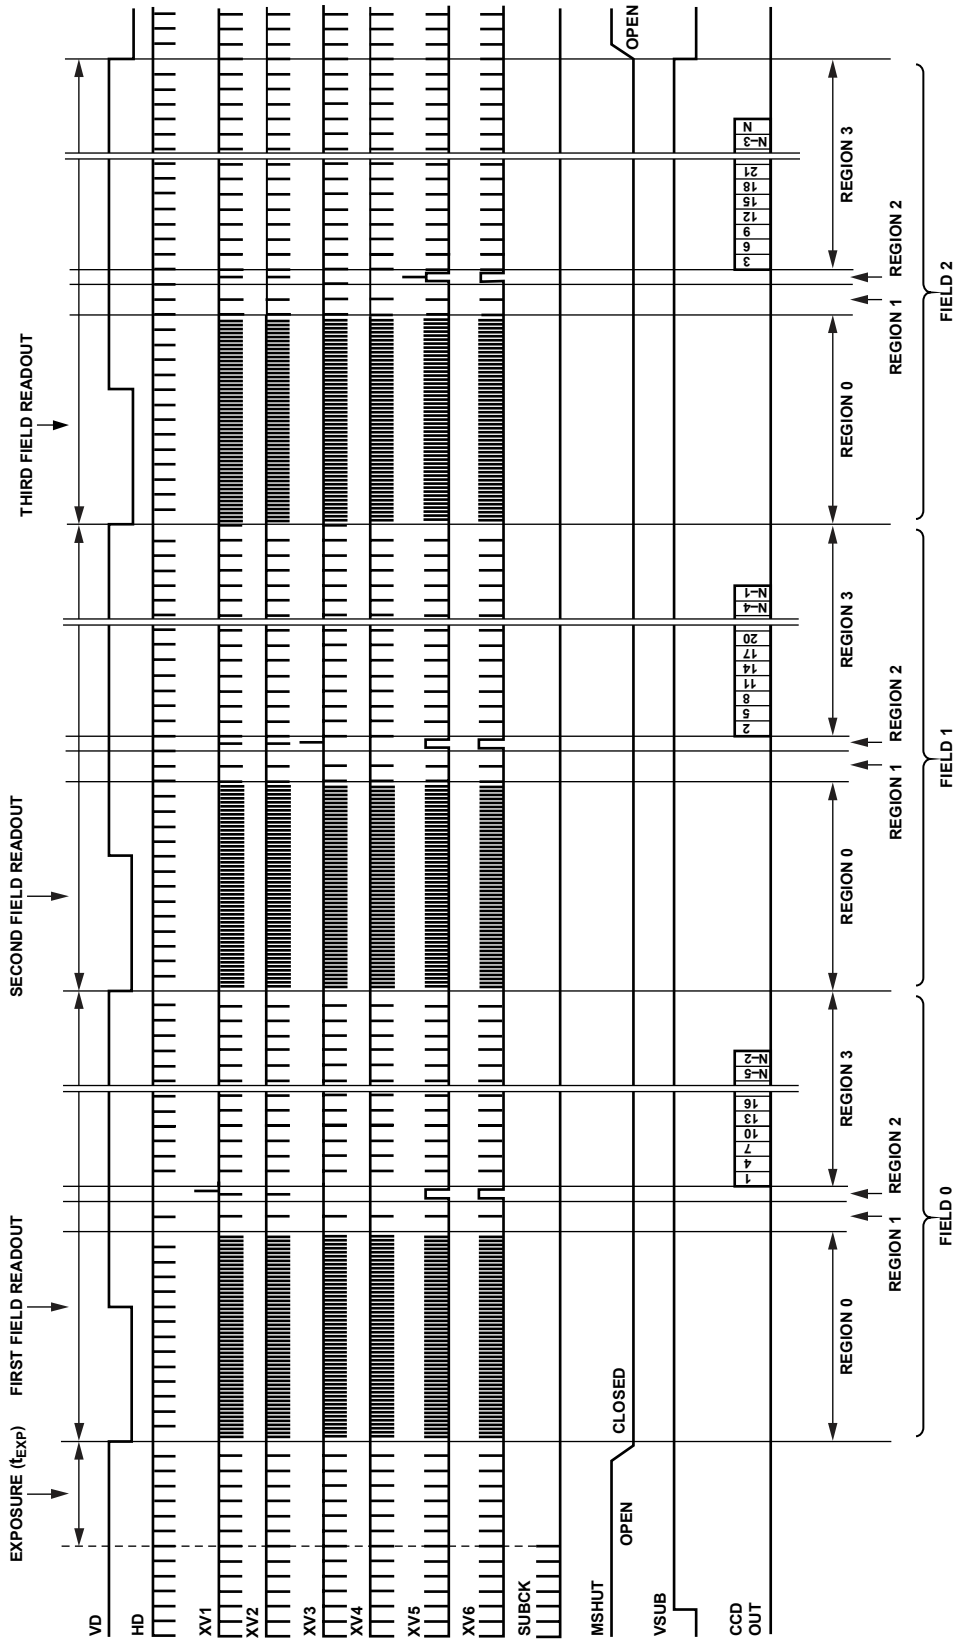 EXPOSURE (tEXP)
FIRST FIELD READOUT
SECOND FIELD READOUT
THIRD FIELD READOUT
VD
HD
XV1
XV2
XV3
XV4
XV5
XV6
SUBCK
MSHUT
OPEN
CLOSED
OPEN
VSUB
CCD
OUT
1
4
7
10
13
16
N–5
N–2
2
5
8
11
14
17
20
N–4
N–1
3
6
9
12
15
18
21
N–3
N
REGION 0
REGION 3
REGION 0
REGION 3
REGION 0
REGION 3
REGION 1
REGION 2
REGION 1
REGION 2
REGION 1
REGION 2
FIELD 0
FIELD 1
FIELD 2